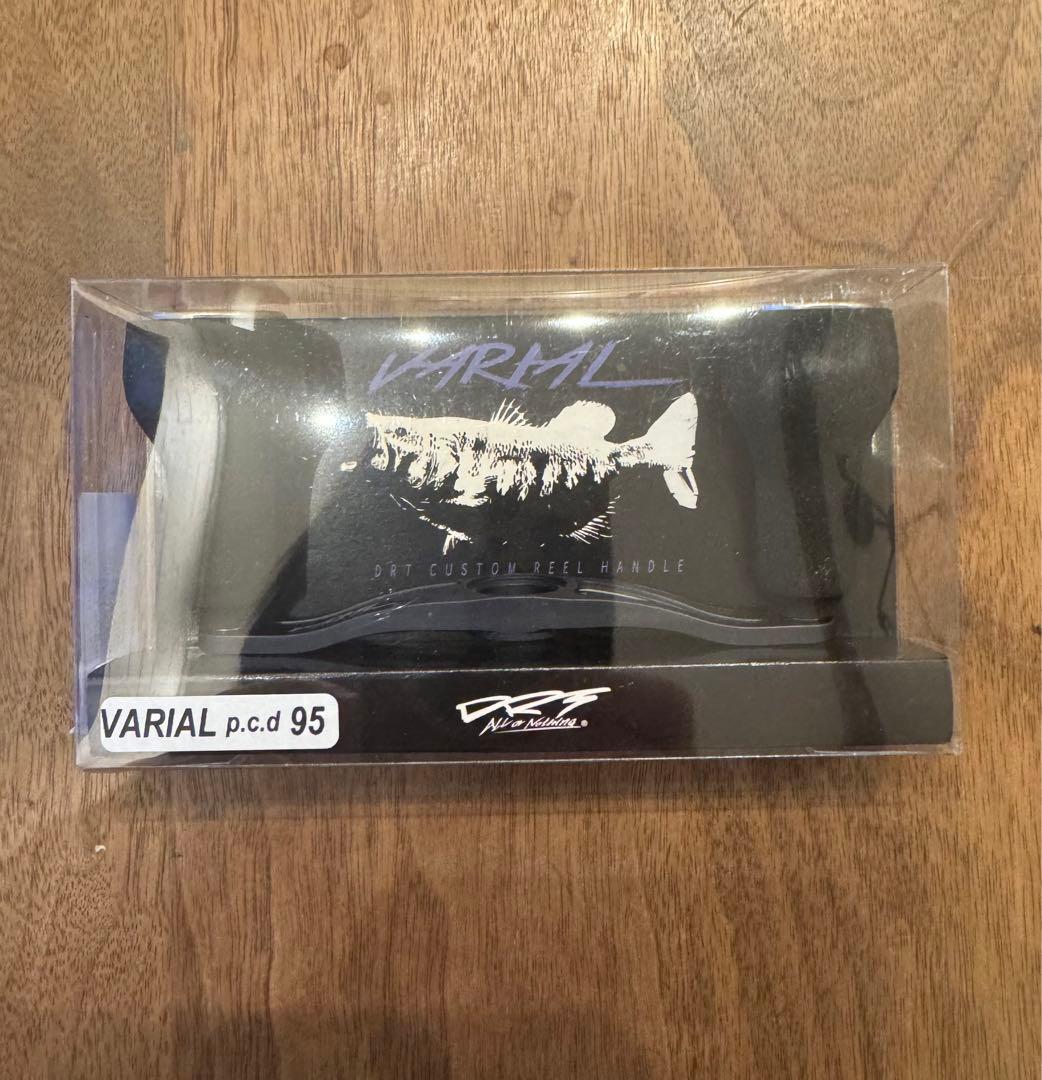 VARIAL
DRT CUSTOM REEL HANDLE
DRT
All or Nothing ®
VARIAL p.c.d 95